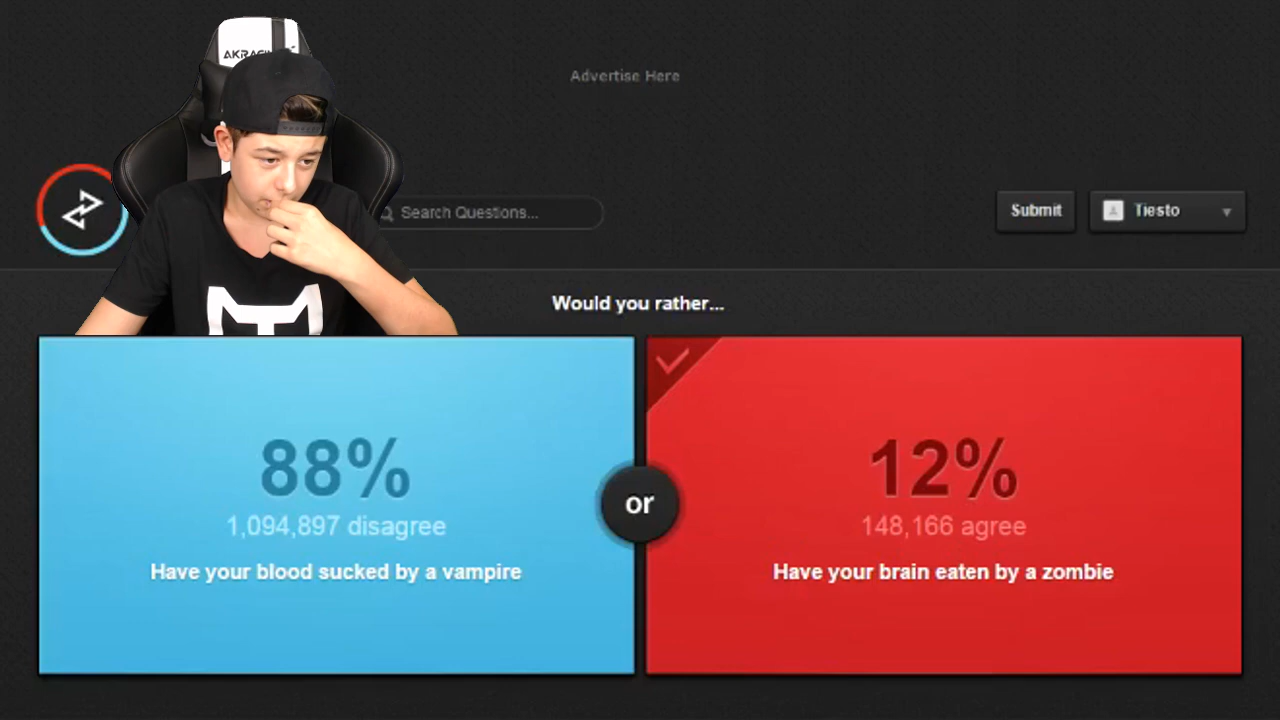 AKRACING
Advertise Here
Search Questions...
Submit
Tiesto
Would you rather...
88%
1,094,897 disagree
Have your blood sucked by a vampire
or
12%
148,166 agree
Have your brain eaten by a zombie